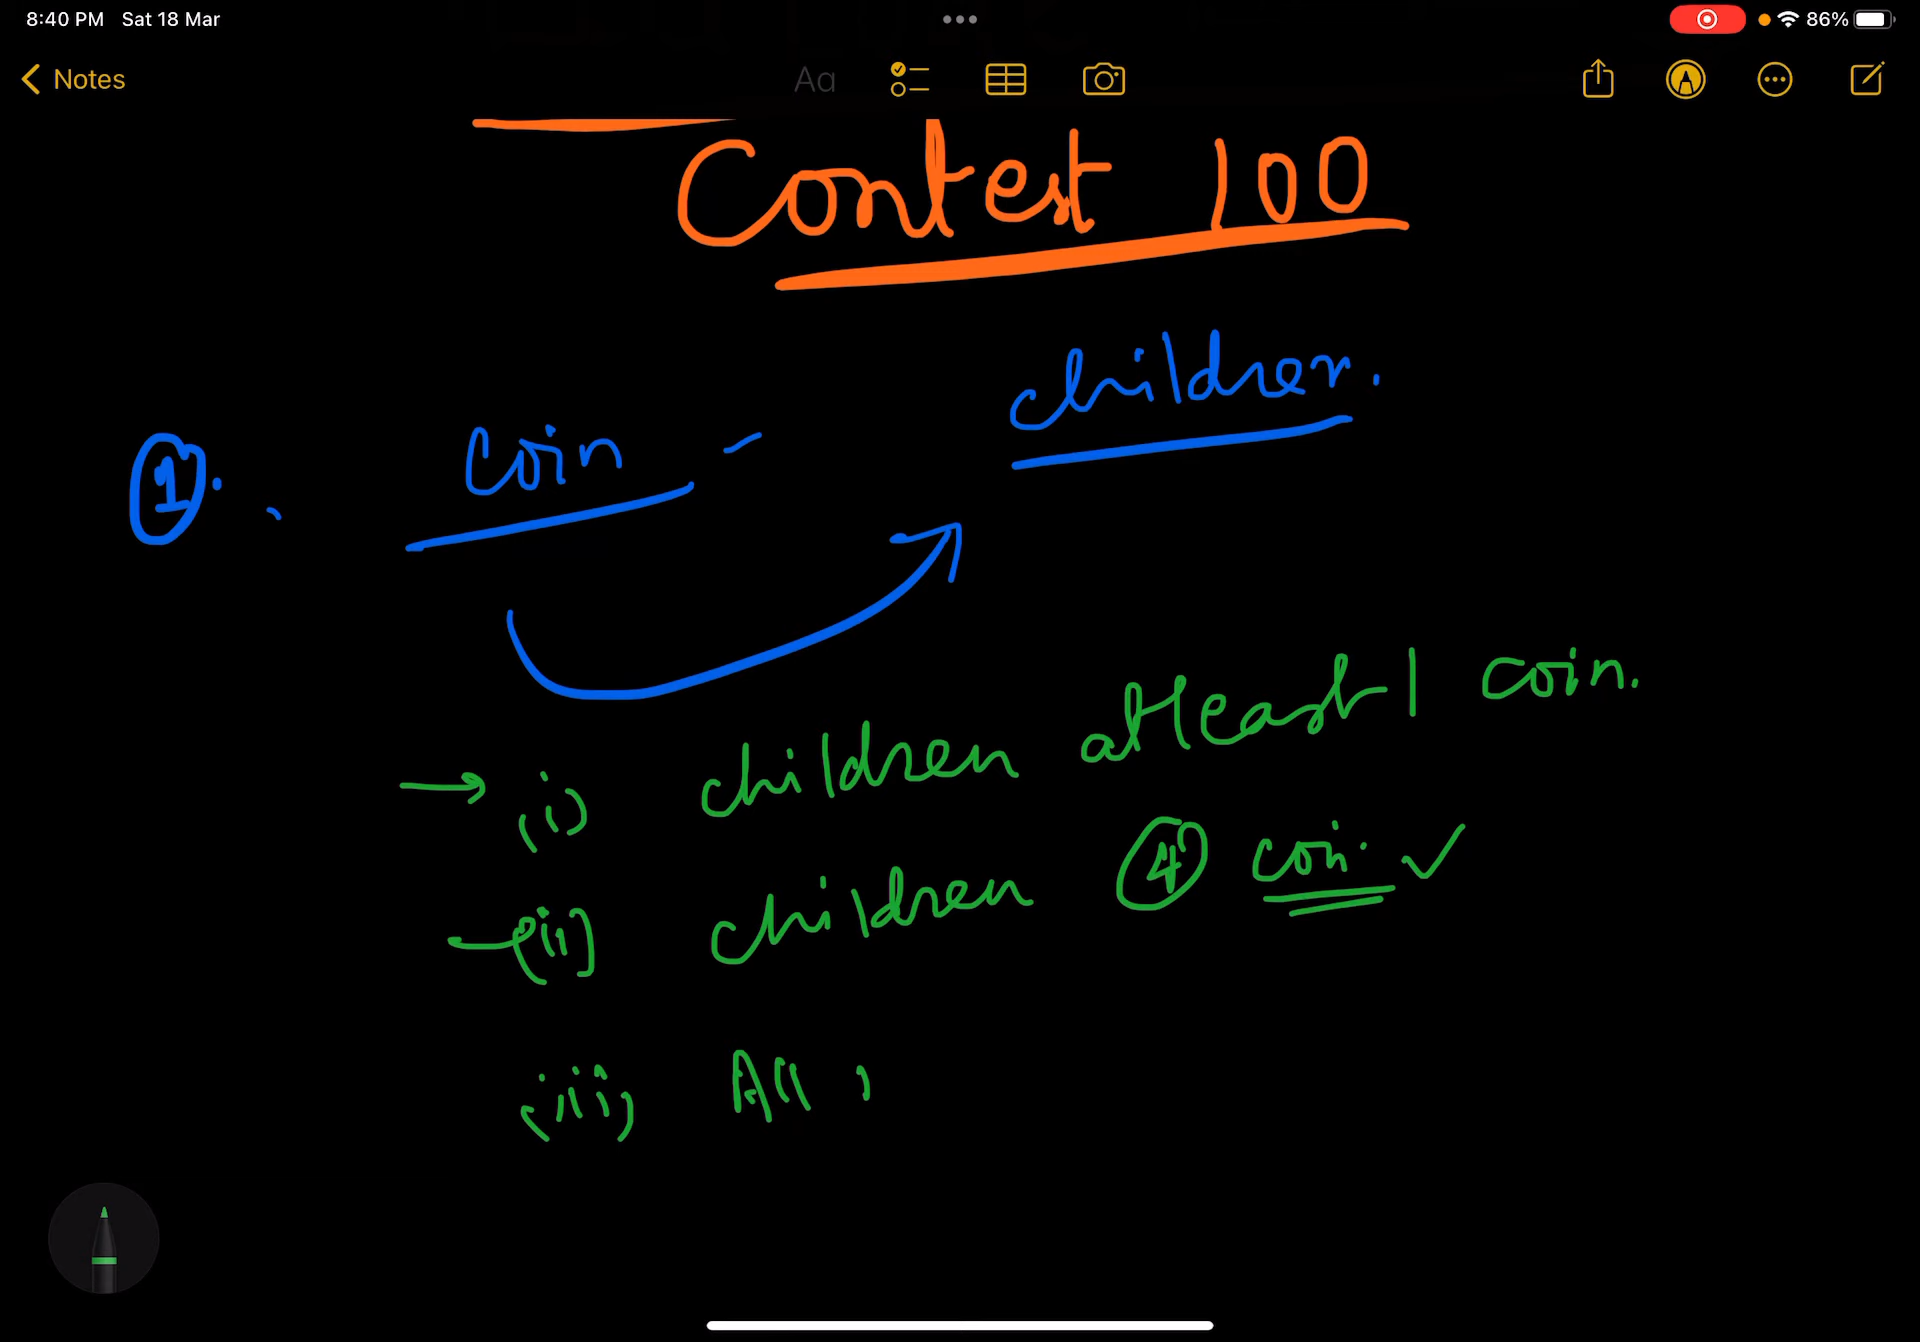 8:40 PM Sat 18 Mar
86%
Notes
Aa
Contest 100
children.
①. coin -
(i) children atleast 1 coin.
(ii) children ④ coin. ✓
(iii) All